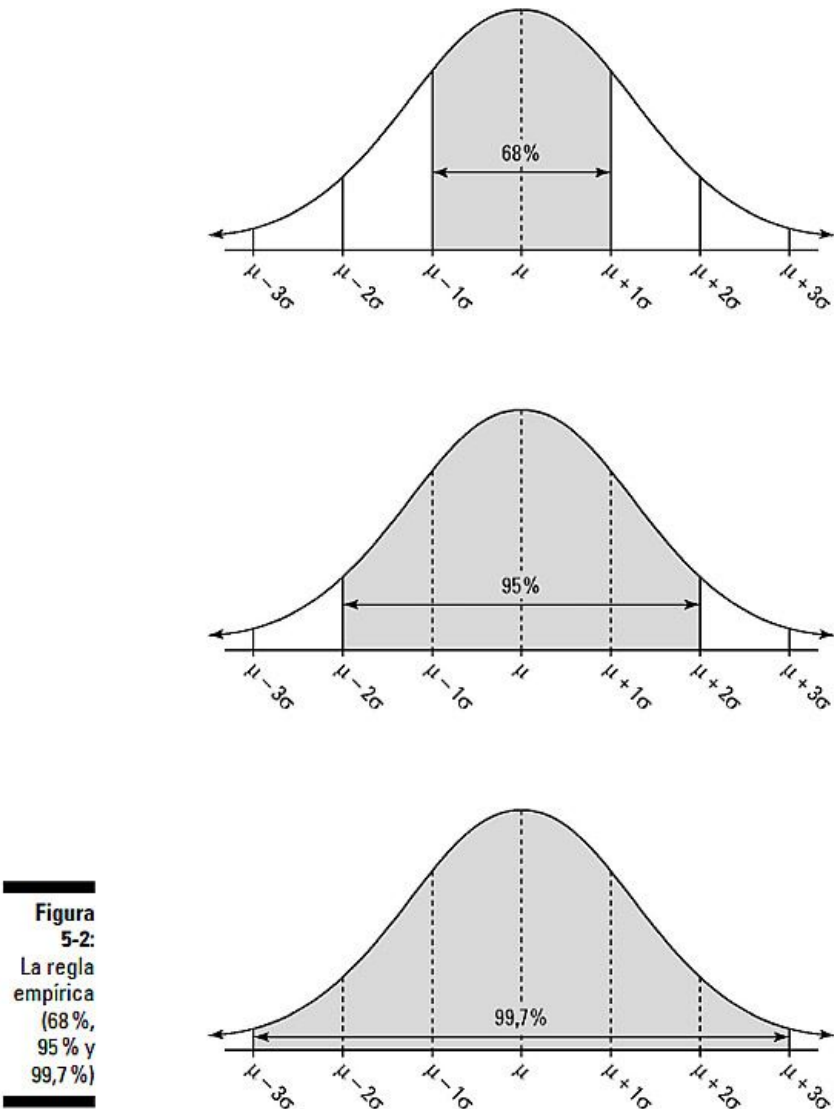 68%
μ – 3σ
μ – 2σ
μ – 1σ
μ
μ + 1σ
μ + 2σ
μ + 3σ
95%
μ – 3σ
μ – 2σ
μ – 1σ
μ
μ + 1σ
μ + 2σ
μ + 3σ
Figura
5-2:
La regla
empírica
(68%,
95% y
99,7%)
99,7%
μ – 3σ
μ – 2σ
μ – 1σ
μ
μ + 1σ
μ + 2σ
μ + 3σ